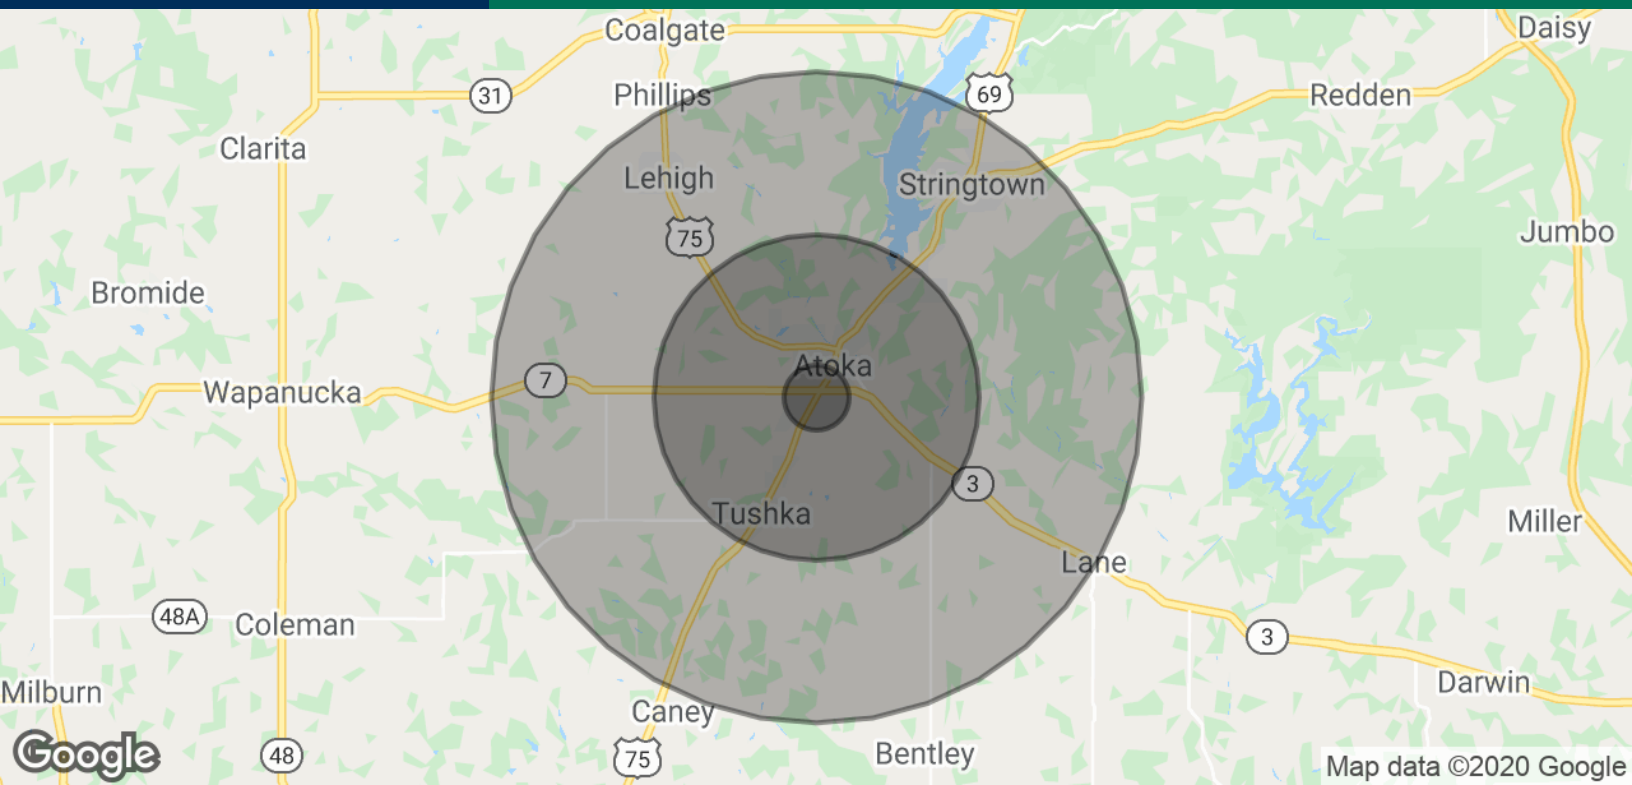 Coalgate
Daisy
31
Phillips
69
Redden
Clarita
Lehigh
Stringtown
75
Jumbo
Bromide
Atoka
7
Wapanucka
3
Tushka
Miller
Lane
48A
Coleman
3
Milburn
Darwin
Caney
Google
48
75
Bentley
Map data ©2020 Google